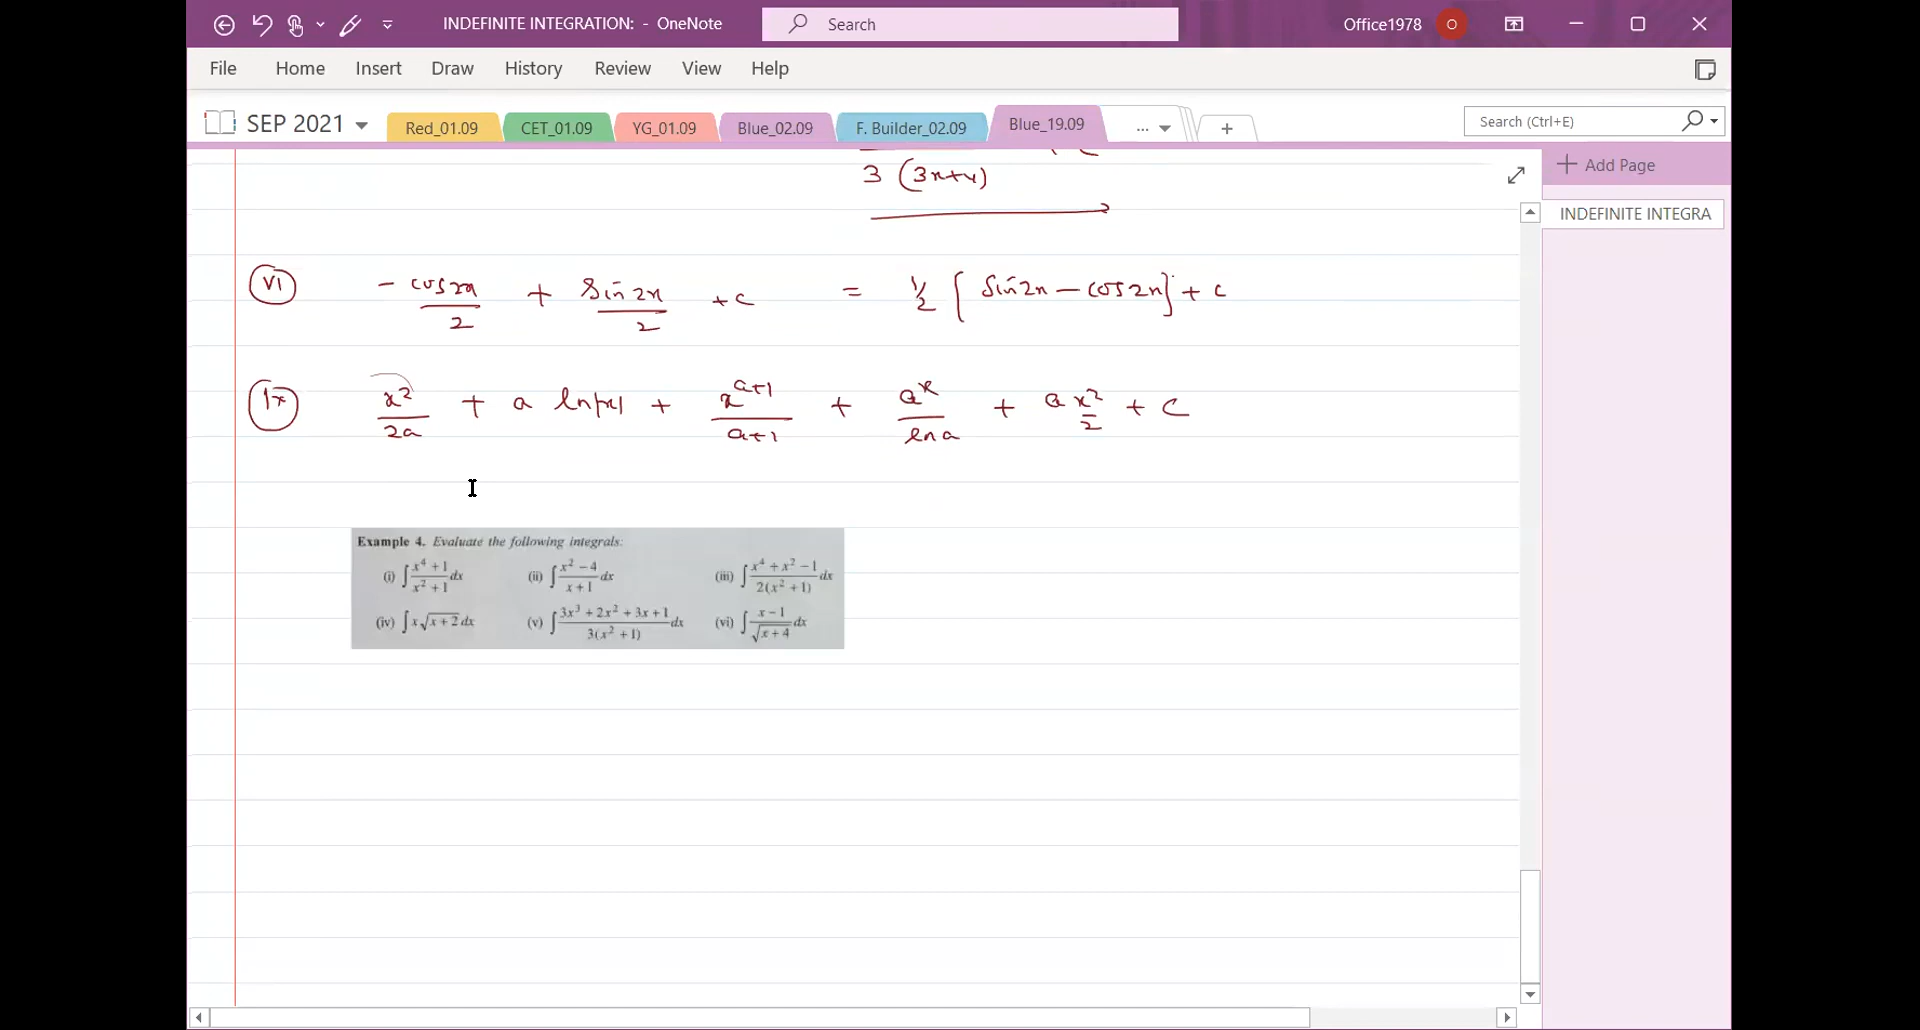 INDEFINITE INTEGRATION: - OneNote
Search
Office1978
O
File Home Insert Draw History Review View Help
SEP 2021
Red_01.09
CET_01.09
YG_01.09
Blue_02.09
F. Builder_02.09
Blue_19.09
...
+
Search (Ctrl+E)
+ Add Page
INDEFINITE INTEGRA
3 (3x+4)
(vi) - cos2x/2 + sin2x/2 + c = 1/2 [sin2x - cos2x] + c
(ix) x²/2a + a ln|x| + x^(a+1)/(a+1) + a^x/ln a + a x²/2 + c
Example 4. Evaluate the following integrals:
(i) ∫ (x⁴ + 1)/(x² + 1) dx (ii) ∫ (x² - 4)/(x + 1) dx (iii) ∫ (x⁴ + x² - 1)/(2(x² + 1)) dx
(iv) ∫ x√(x + 2) dx (v) ∫ (3x³ + 2x² + 3x + 1)/(3(x² + 1)) dx (vi) ∫ (x - 1)/√(x + 4) dx